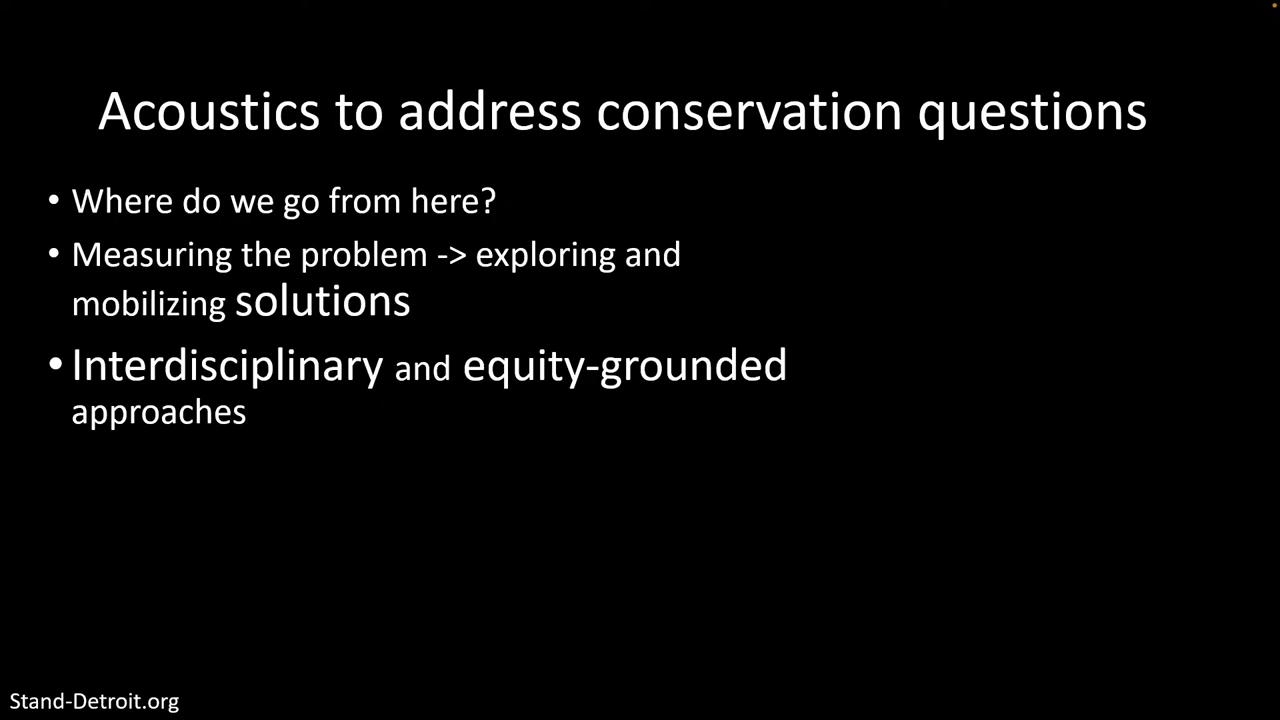 Acoustics to address conservation questions
• Where do we go from here?
• Measuring the problem -> exploring and
mobilizing solutions
• Interdisciplinary and equity-grounded
approaches
Stand-Detroit.org